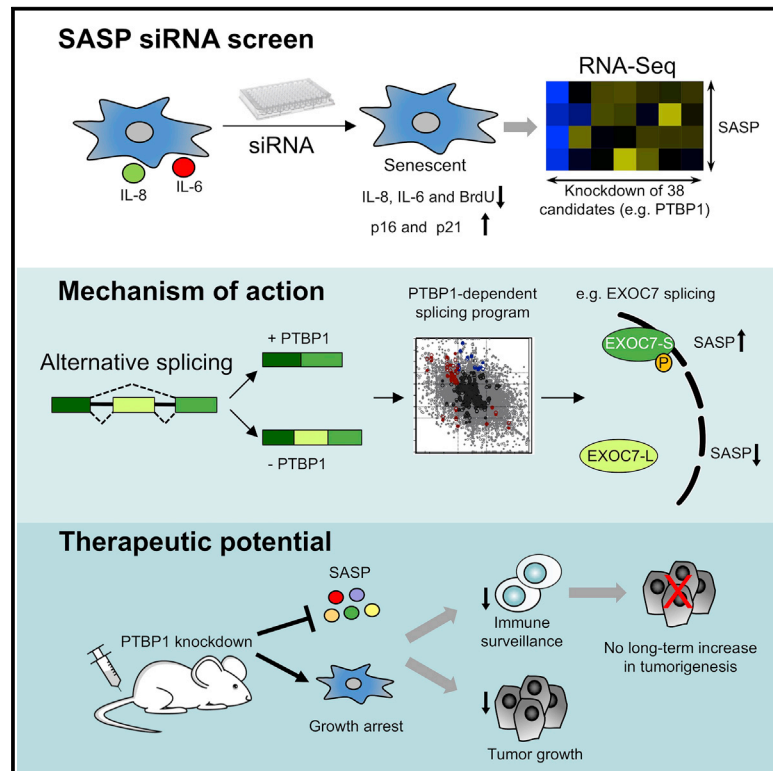 SASP siRNA screen
RNA-Seq
siRNA
IL-8
IL-6
Senescent
IL-8, IL-6 and BrdU ↓
p16 and p21 ↑
SASP
Knockdown of 38
candidates (e.g. PTBP1)
Mechanism of action
Alternative splicing
+ PTBP1
- PTBP1
PTBP1-dependent
splicing program
e.g. EXOC7 splicing
EXOC7-S
P
SASP ↑
EXOC7-L
SASP ↓
Therapeutic potential
PTBP1 knockdown
SASP
Growth arrest
↓ Immune
surveillance
↓
Tumor growth
No long-term increase
in tumorigenesis